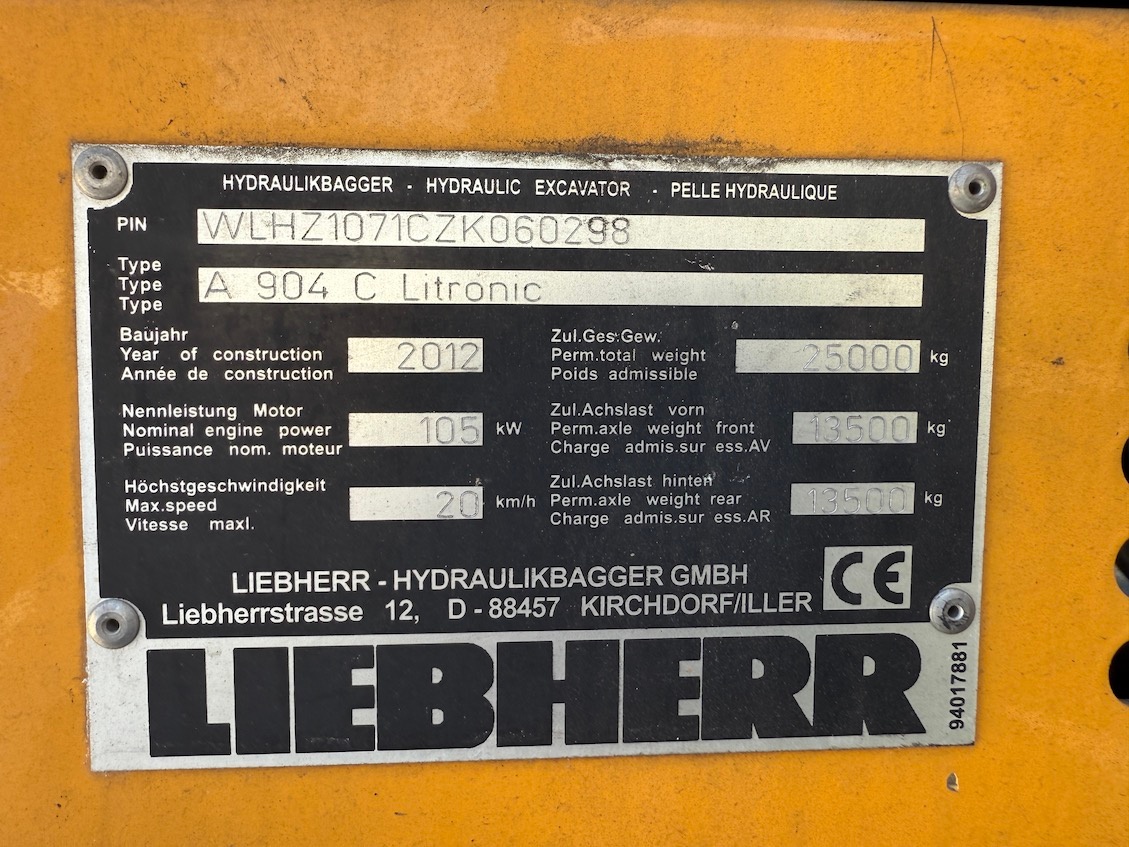 HYDRAULIKBAGGER - HYDRAULIC EXCAVATOR - PELLE HYDRAULIQUE
PIN WLHZ1071CZK060298
Type
Type A 904 C Litronic
Type
Baujahr
Year of construction 2012
Année de construction
Zul.Ges.Gew.
Perm.total weight 25000 kg
Poids admissible
Nennleistung Motor
Nominal engine power 105 kW
Puissance nom. moteur
Zul.Achslast vorn
Perm.axle weight front 13500 kg
Charge admis.sur ess.AV
Höchstgeschwindigkeit
Max.speed 20 km/h
Vitesse maxl.
Zul.Achslast hinten
Perm.axle weight rear 13500 kg
Charge admis.sur ess.AR
LIEBHERR - HYDRAULIKBAGGER GMBH
Liebherrstrasse 12, D - 88457 KIRCHDORF/ILLER
CE
LIEBHERR
94017881